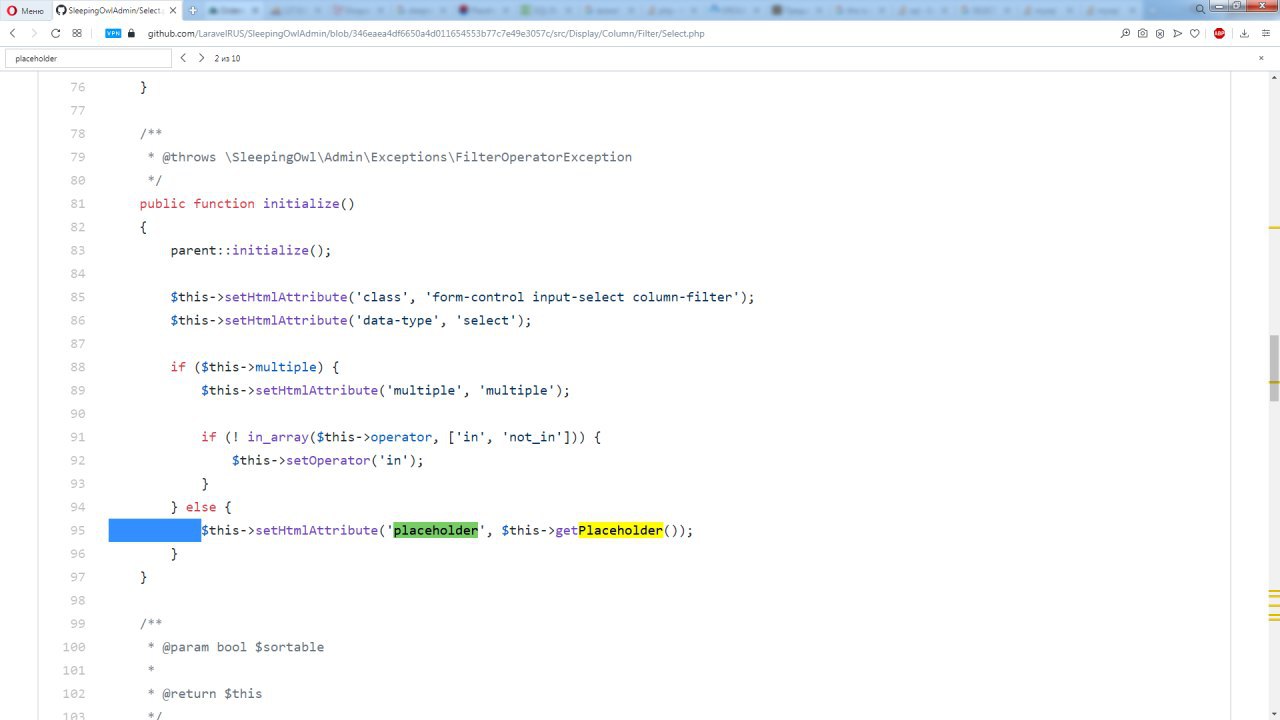 Меню
SleepingOwlAdmin/Select.
VPN
github.com/LaravelRUS/SleepingOwlAdmin/blob/346eaea4df6650a4d011654553b77c7e49e3057c/src/Display/Column/Filter/Select.php
ABP
placeholder
2 из 10
76 }
77
78 /**
79 * @throws \SleepingOwl\Admin\Exceptions\FilterOperatorException
80 */
81 public function initialize()
82 {
83 parent::initialize();
84
85 $this->setHtmlAttribute('class', 'form-control input-select column-filter');
86 $this->setHtmlAttribute('data-type', 'select');
87
88 if ($this->multiple) {
89 $this->setHtmlAttribute('multiple', 'multiple');
90
91 if (! in_array($this->operator, ['in', 'not_in'])) {
92 $this->setOperator('in');
93 }
94 } else {
95 $this->setHtmlAttribute('placeholder', $this->getPlaceholder());
96 }
97 }
98
99 /**
100 * @param bool $sortable
101 *
102 * @return $this
103 */